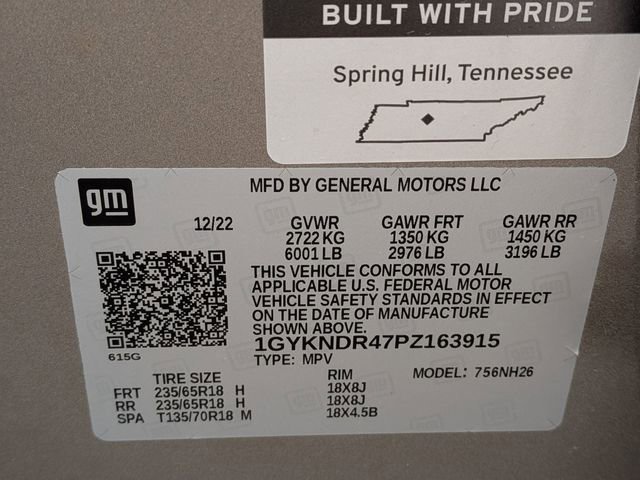 BUILT WITH PRIDE
Spring Hill, Tennessee
gm
MFD BY GENERAL MOTORS LLC
12/22 GVWR GAWR FRT GAWR RR
2722 KG 1350 KG 1450 KG
6001 LB 2976 LB 3196 LB
THIS VEHICLE CONFORMS TO ALL
APPLICABLE U.S. FEDERAL MOTOR
VEHICLE SAFETY STANDARDS IN EFFECT
ON THE DATE OF MANUFACTURE
SHOWN ABOVE.
615G
1GYKNDR47PZ163915
TYPE: MPV
TIRE SIZE RIM MODEL: 756NH26
FRT 235/65R18 H 18X8J
RR 235/65R18 H 18X8J
SPA T135/70R18 M 18X4.5B